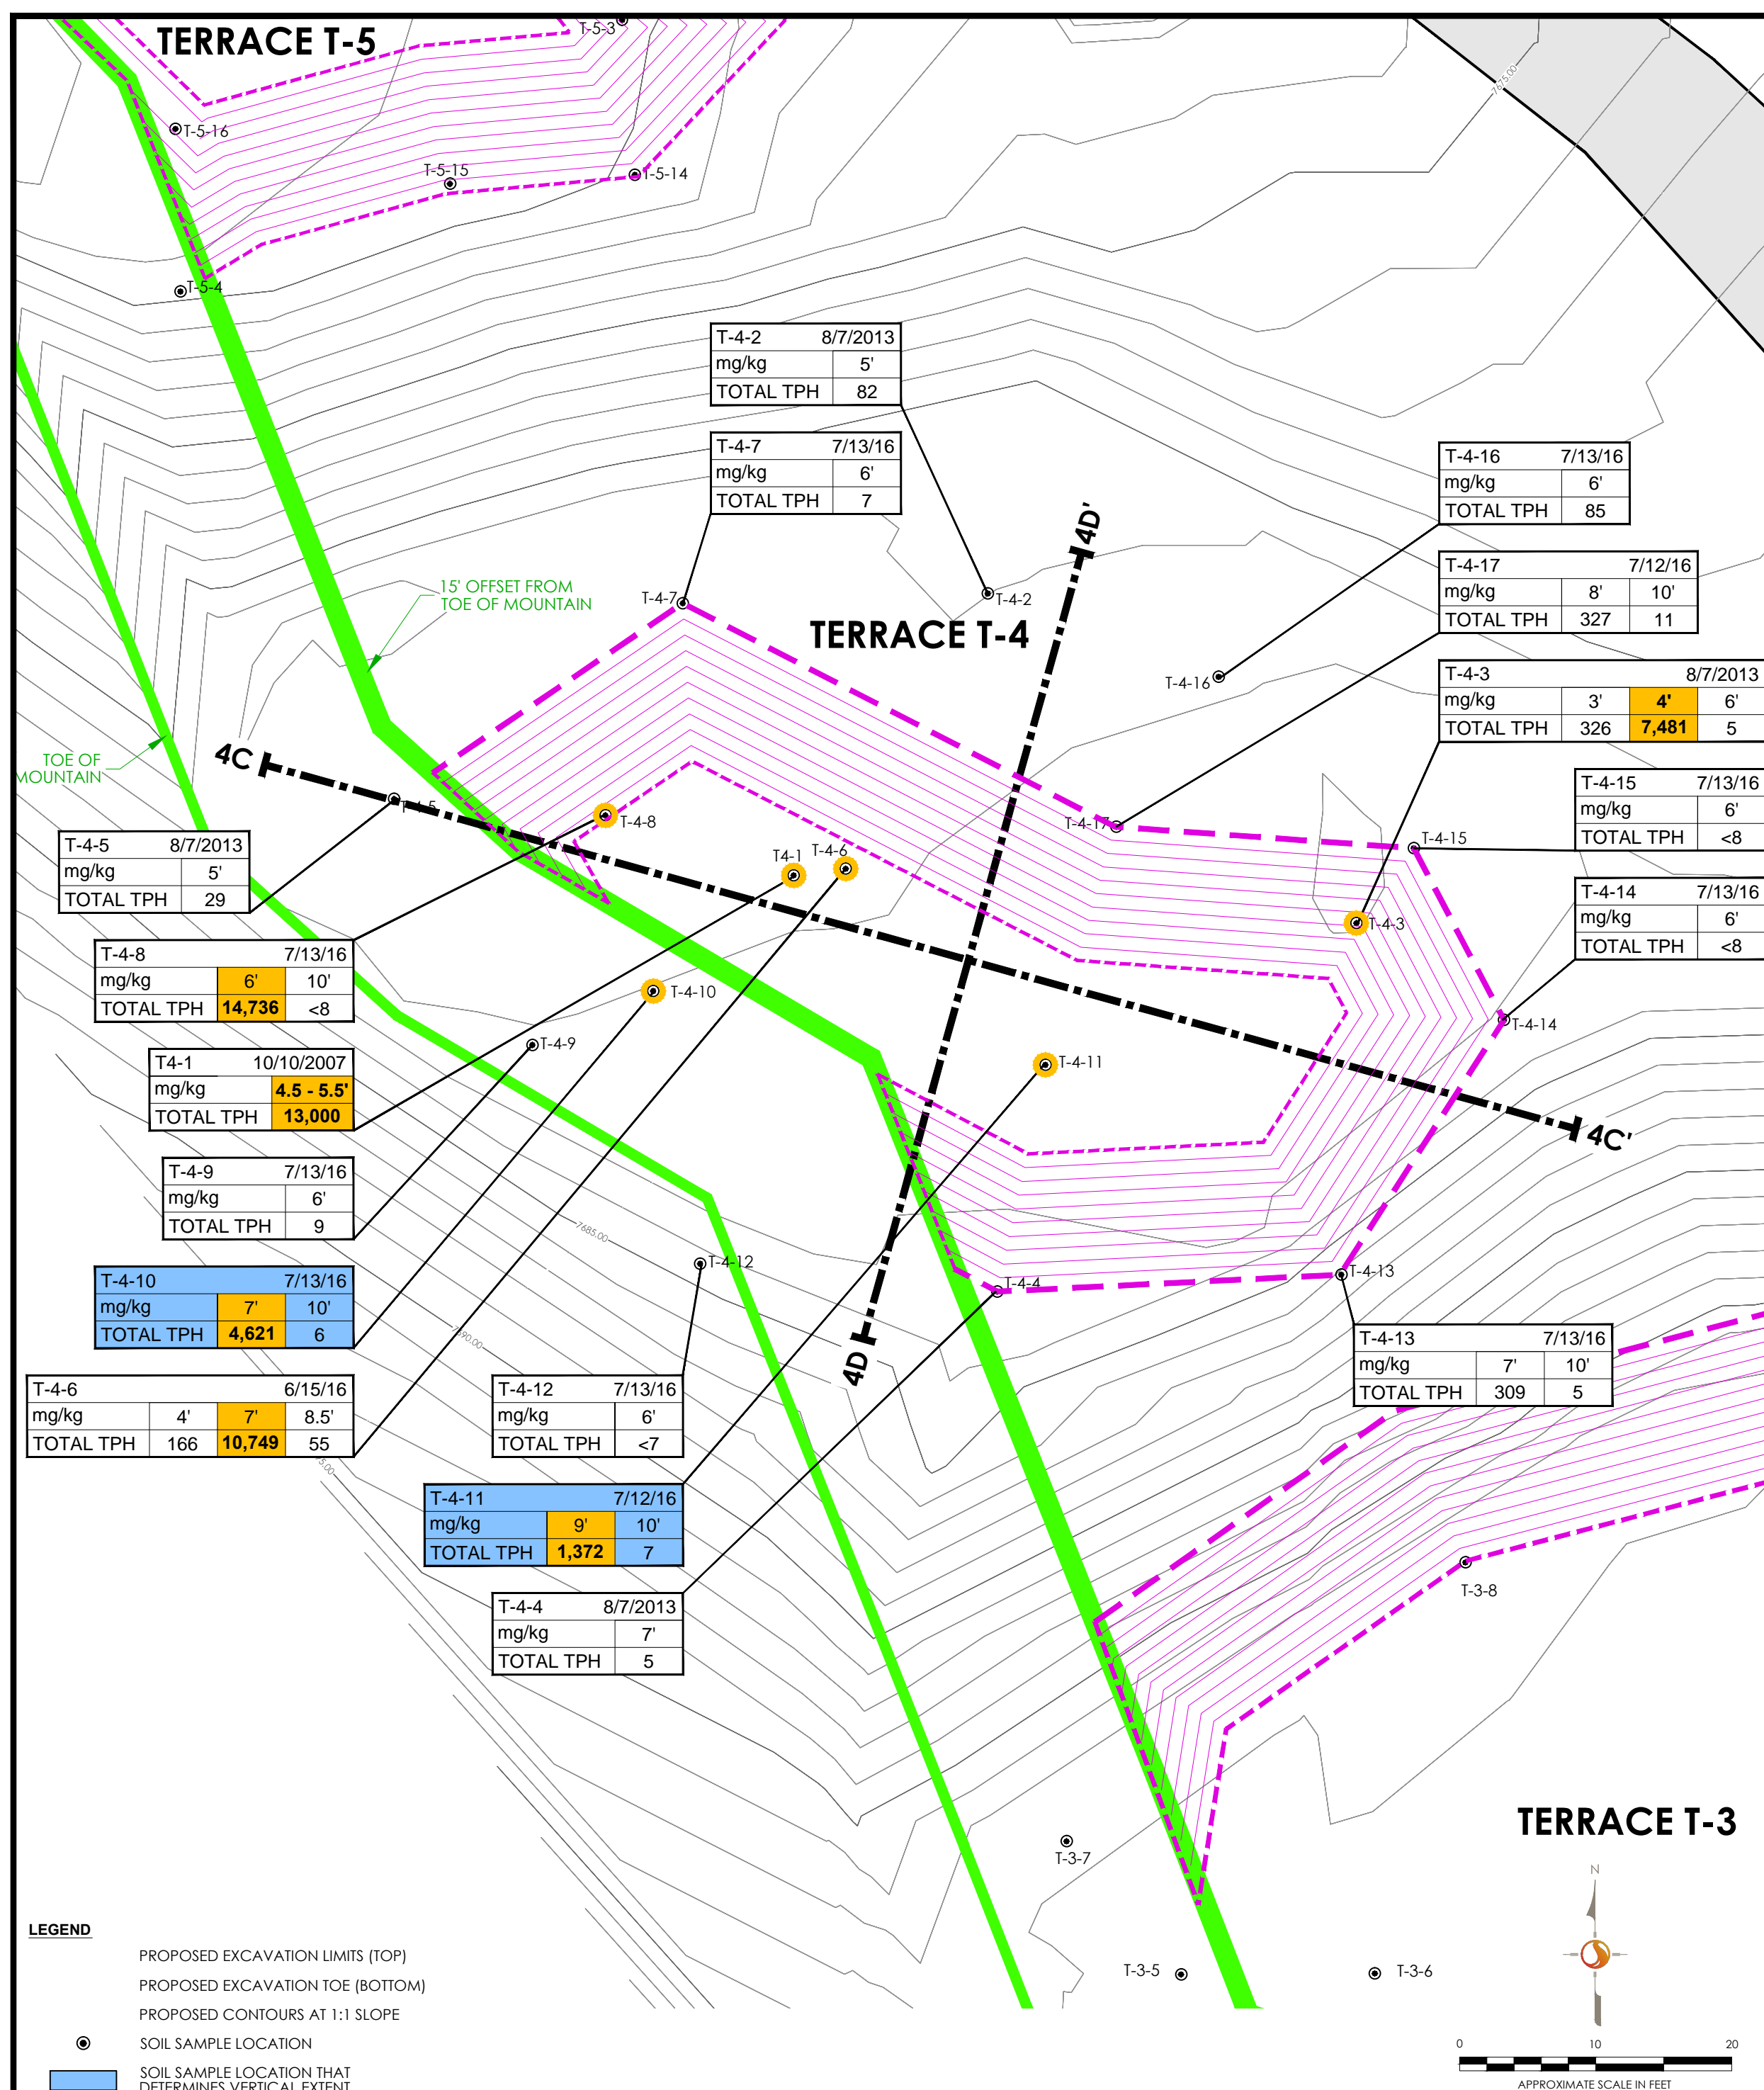 TERRACE T-5
T-5-3
7675.00
T-5-16
T-5-15
T-5-14
T-5-4
T-4-2 8/7/2013
mg/kg 5'
TOTAL TPH 82
T-4-7 7/13/16
mg/kg 6'
TOTAL TPH 7
T-4-16 7/13/16
mg/kg 6'
TOTAL TPH 85
4D'
T-4-17 7/12/16
mg/kg 8' 10'
TOTAL TPH 327 11
15' OFFSET FROM
TOE OF MOUNTAIN
T-4-7
T-4-2
TERRACE T-4
T-4-16
T-4-3 8/7/2013
mg/kg 3' 4' 6'
TOTAL TPH 326 7,481 5
4C
TOE OF
MOUNTAIN
T-4-15 7/13/16
mg/kg 6'
TOTAL TPH <8
T-4-5
T-4-8
T-4-17
T-4-15
T4-1
T-4-6
T-4-5 8/7/2013
mg/kg 5'
TOTAL TPH 29
T-4-14 7/13/16
mg/kg 6'
TOTAL TPH <8
T-4-3
T-4-8 7/13/16
mg/kg 6' 10'
TOTAL TPH 14,736 <8
T-4-10
T-4-14
T-4-9
T-4-11
T4-1 10/10/2007
mg/kg 4.5 - 5.5'
TOTAL TPH 13,000
4C'
T-4-9 7/13/16
mg/kg 6'
TOTAL TPH 9
7685.00
T-4-12
T-4-4
T-4-13
T-4-10 7/13/16
mg/kg 7' 10'
TOTAL TPH 4,621 6
7690.00
4D
T-4-13 7/13/16
mg/kg 7' 10'
TOTAL TPH 309 5
T-4-6 6/15/16
mg/kg 4' 7' 8.5'
TOTAL TPH 166 10,749 55
T-4-12 7/13/16
mg/kg 6'
TOTAL TPH <7
T-4-11 7/12/16
mg/kg 9' 10'
TOTAL TPH 1,372 7
T-3-8
T-4-4 8/7/2013
mg/kg 7'
TOTAL TPH 5
TERRACE T-3
T-3-7
N
T-3-5
T-3-6
LEGEND
PROPOSED EXCAVATION LIMITS (TOP)
PROPOSED EXCAVATION TOE (BOTTOM)
PROPOSED CONTOURS AT 1:1 SLOPE
SOIL SAMPLE LOCATION
SOIL SAMPLE LOCATION THAT
DETERMINES VERTICAL EXTENT
0 10 20
APPROXIMATE SCALE IN FEET